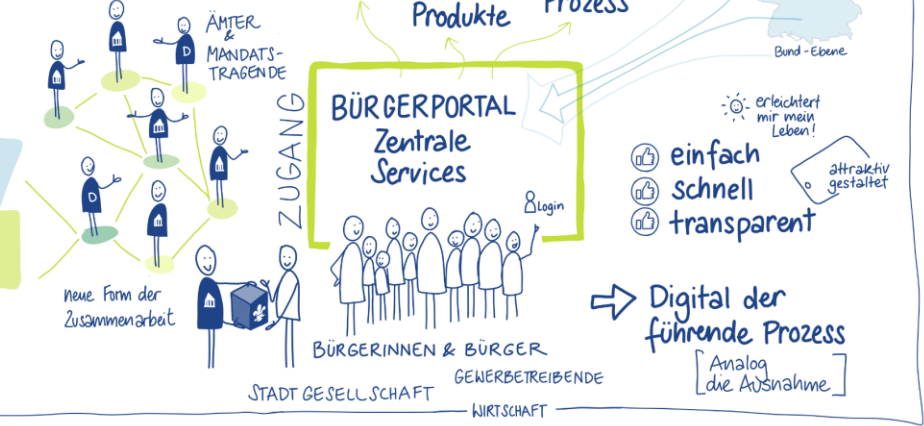 ÄMTER
&
MANDATS-
TRAGENDE
neue Form der
Zusammenarbeit
Produkte
Prozess
ZUGANG
BÜRGERPORTAL
Zentrale
Services
Login
BÜRGERINNEN & BÜRGER
GEWERBETREIBENDE
STADTGESELLSCHAFT
WIRTSCHAFT
Bund-Ebene
erleichtert
mir mein
Leben!
einfach
schnell
transparent
attraktiv
gestaltet
Digital der
führende Prozess
[Analog
die Ausnahme]
D
D
D